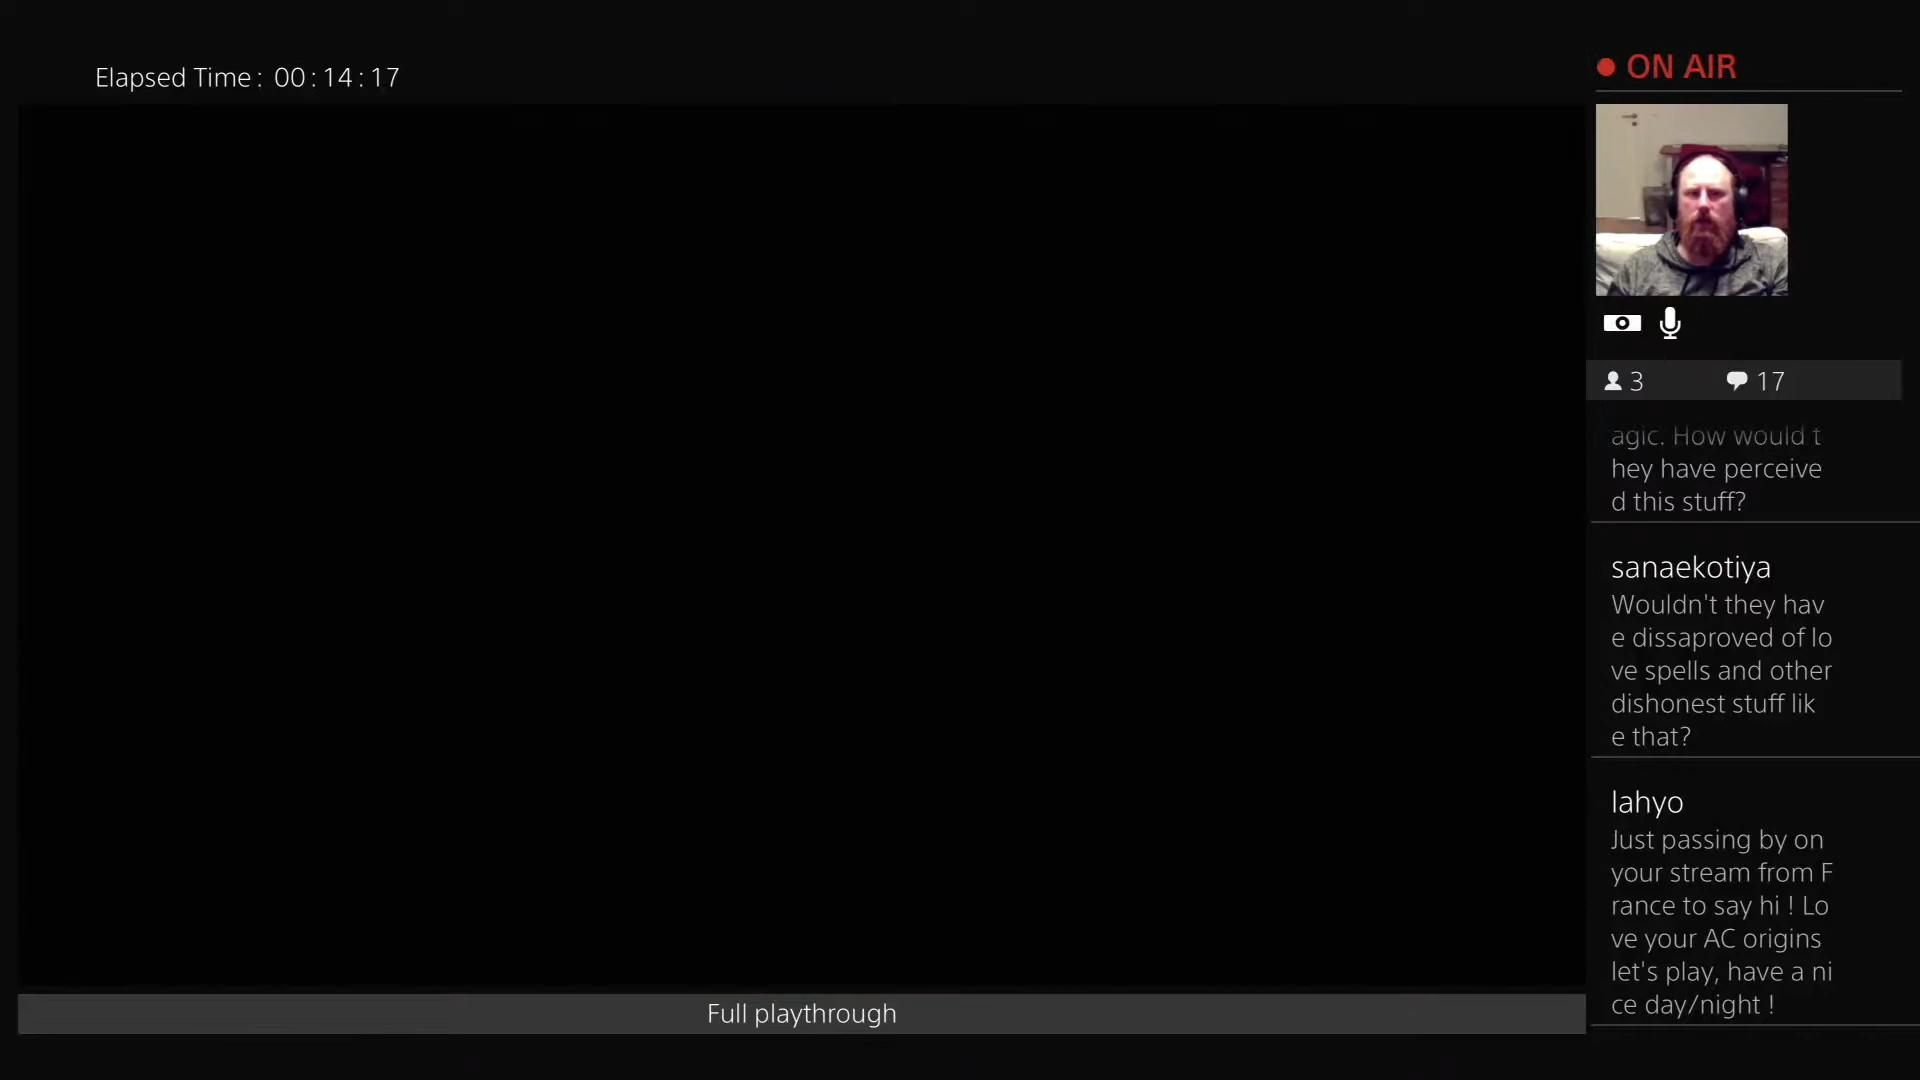 Elapsed Time: 00:14:17
ON AIR
3 17
agic. How would t
hey have perceive
d this stuff?
sanaekotiya
Wouldn't they hav
e dissaproved of lo
ve spells and other
dishonest stuff lik
e that?
lahyo
Just passing by on
your stream from F
rance to say hi ! Lo
ve your AC origins
let's play, have a ni
ce day/night !
Full playthrough